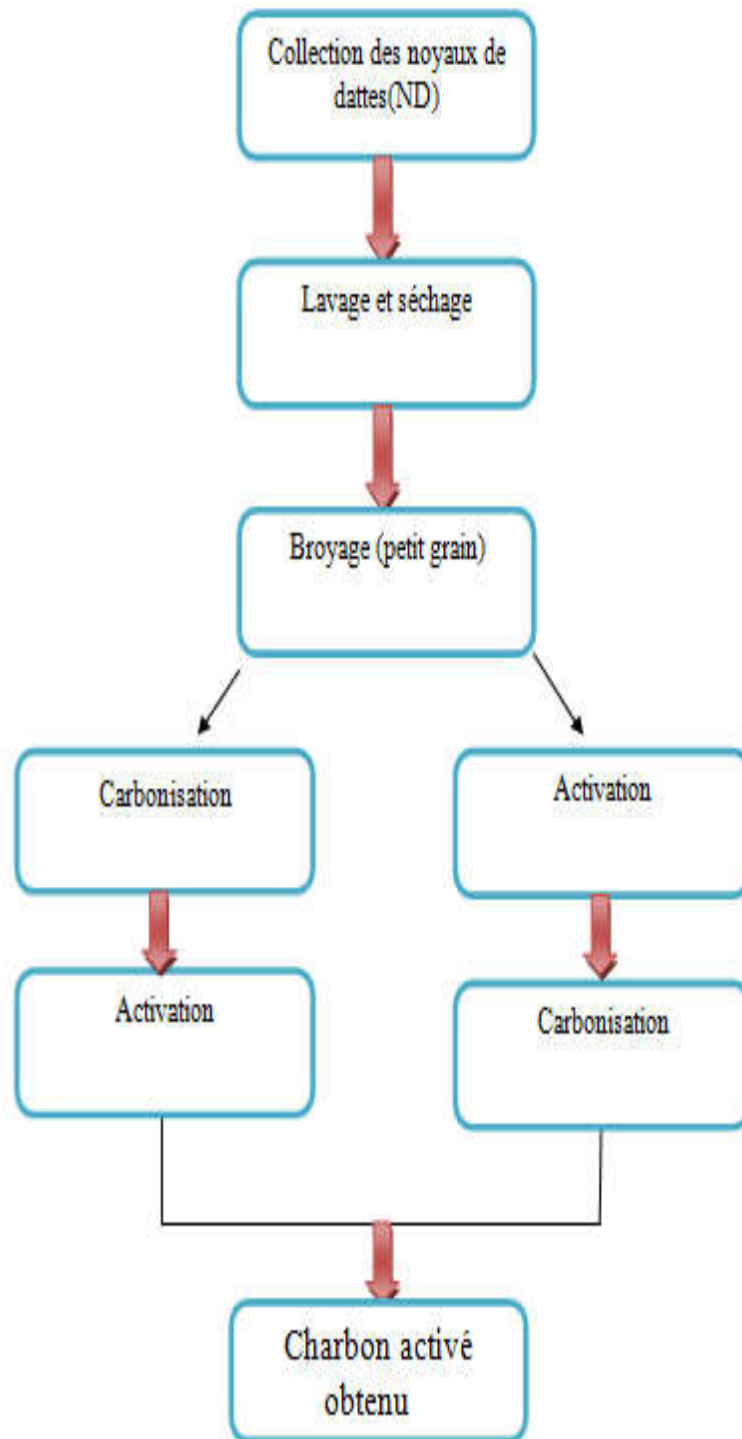 Collection des noyaux de
dattes(ND)
Lavage et séchage
Broyage (petit grain)
Carbonisation
Activation
Activation
Carbonisation
Charbon activé
obtenu